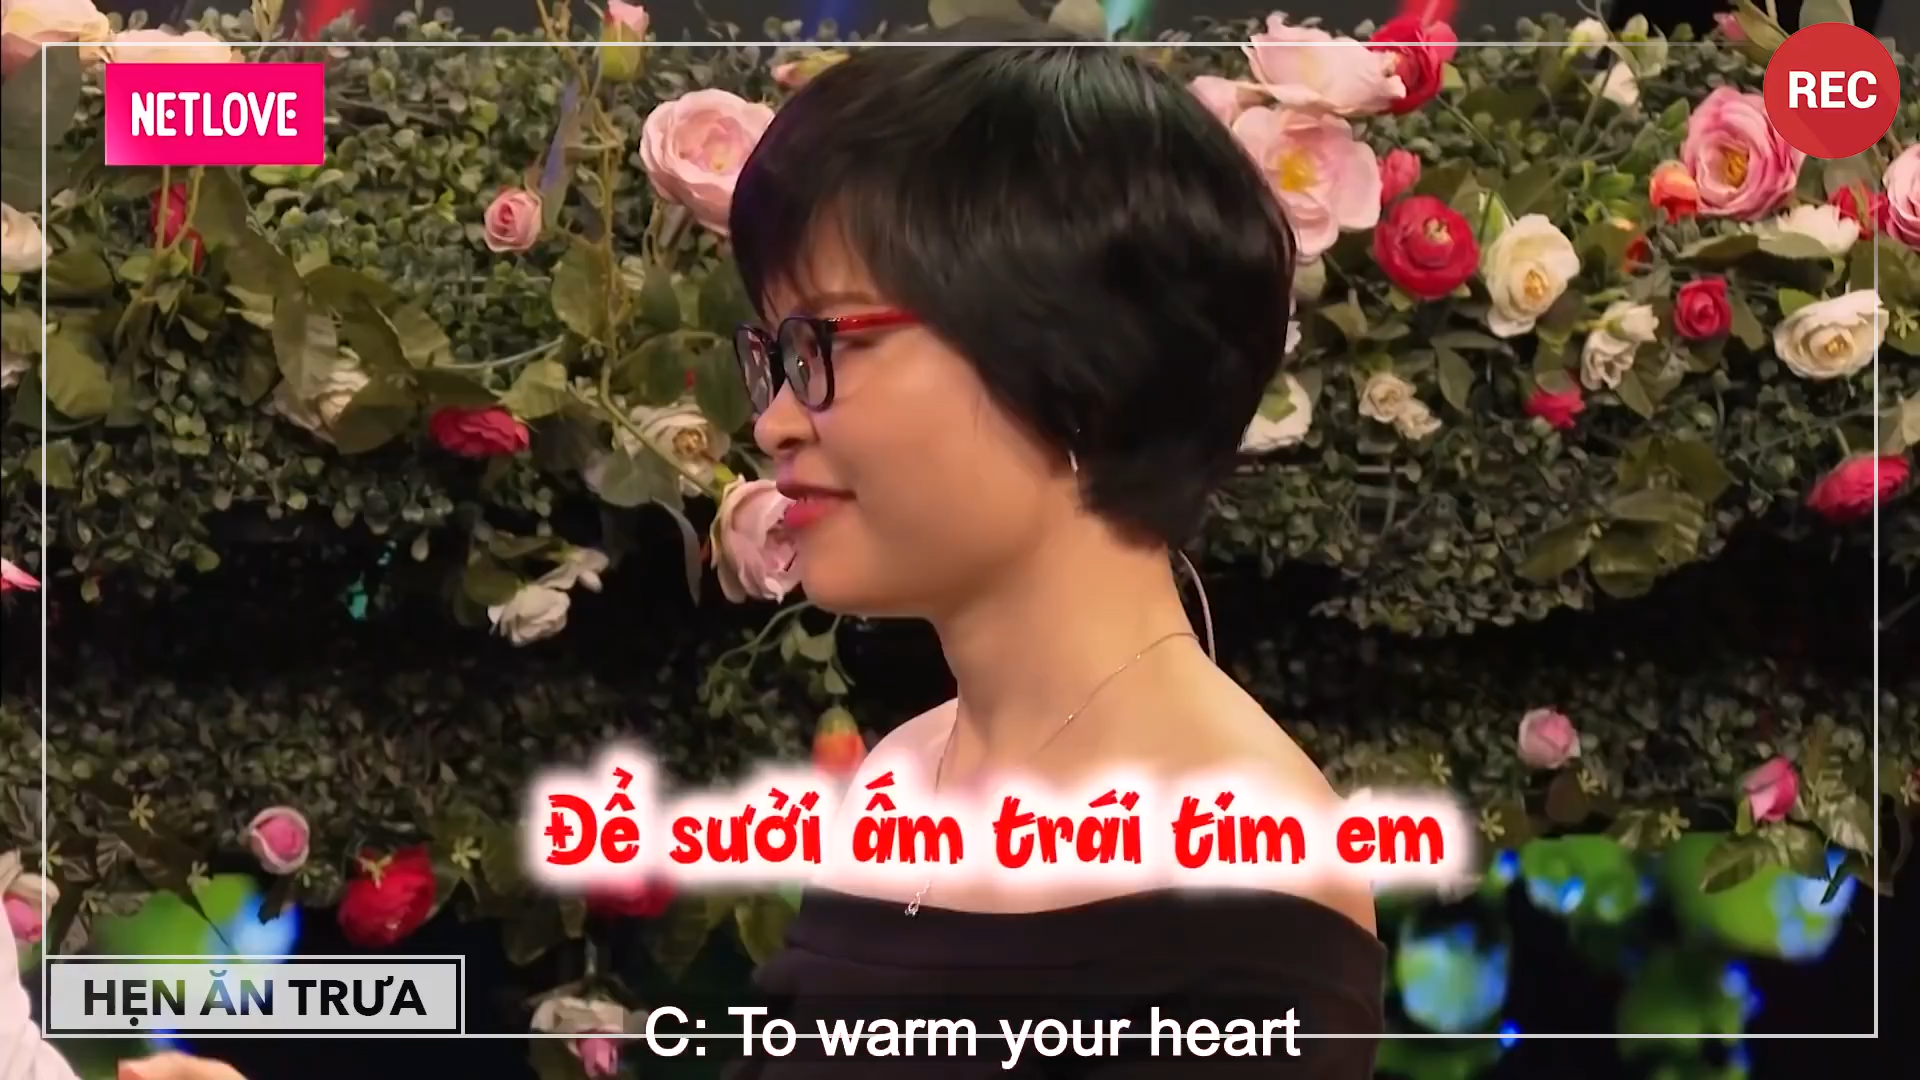 NETLOVE
REC
Để sưởi ấm trái tim em
HẸN ĂN TRƯA
C: To warm your heart